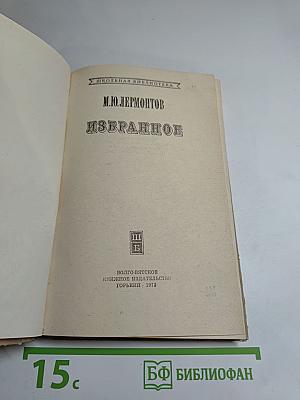 ШКОЛЬНАЯ БИБЛИОТЕКА
М.Ю.ЛЕРМОНТОВ
ИЗБРАННОЕ
ШБ
ВОЛГО-ВЯТСКОЕ
КНИЖНОЕ ИЗДАТЕЛЬСТВО
ГОРЬКИЙ · 1973
15с
БФ БИБЛИОФАН